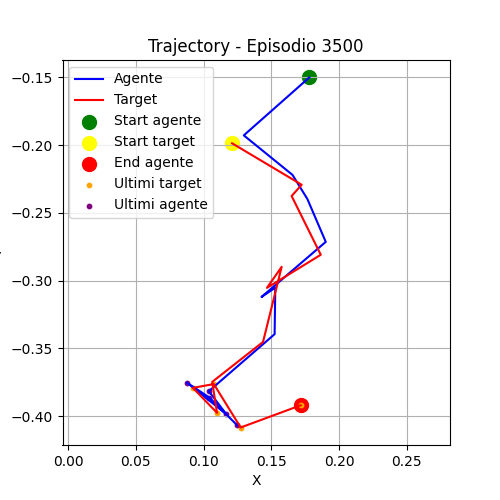 Trajectory - Episodio 3500
Agente
Target
Start agente
Start target
End agente
Ultimi target
Ultimi agente
−0.15
−0.20
−0.25
−0.30
−0.35
−0.40
0.00 0.05 0.10 0.15 0.20 0.25
X